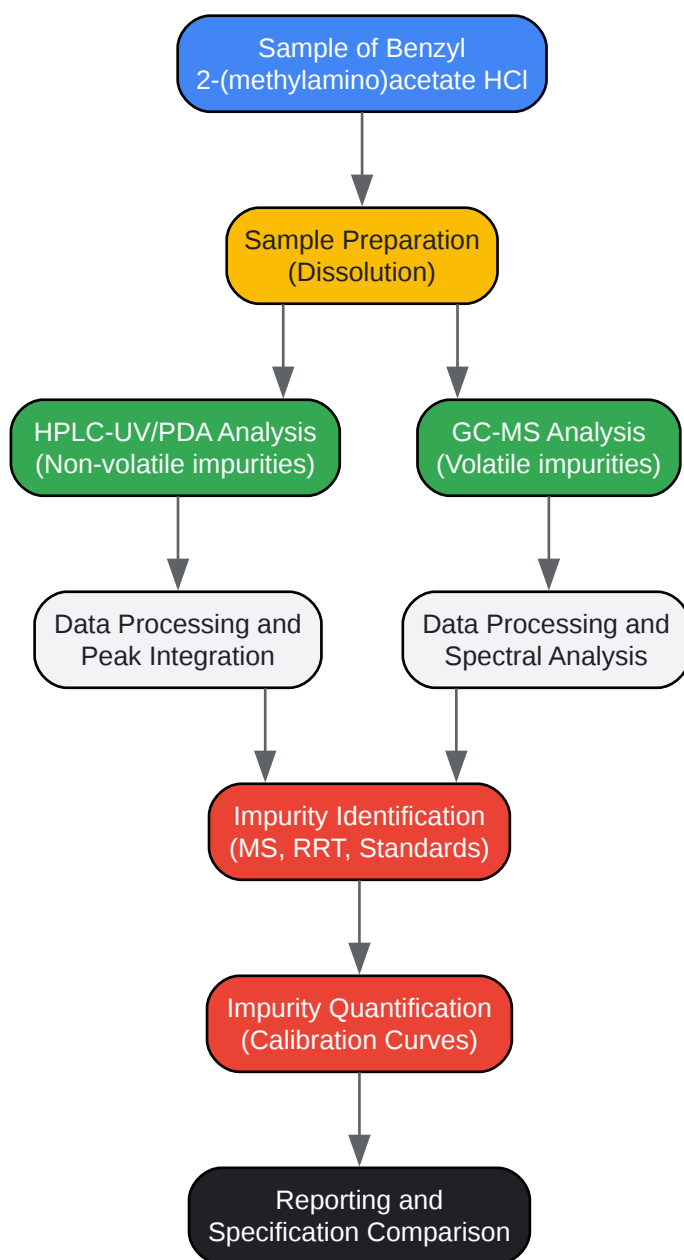 Sample of Benzyl
2-(methylamino)acetate HCl
Sample Preparation
(Dissolution)
HPLC-UV/PDA Analysis
(Non-volatile impurities)
GC-MS Analysis
(Volatile impurities)
Data Processing and
Peak Integration
Data Processing and
Spectral Analysis
Impurity Identification
(MS, RRT, Standards)
Impurity Quantification
(Calibration Curves)
Reporting and
Specification Comparison